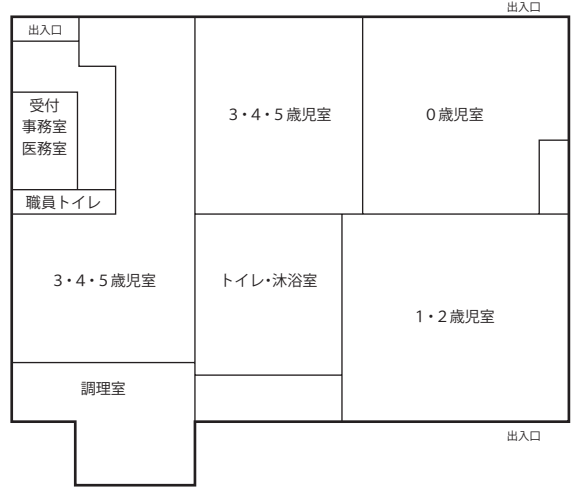 出入口
出入口
受付
事務室
医務室
3・4・5歳児室
0歳児室
職員トイレ
3・4・5歳児室
トイレ・沐浴室
1・2歳児室
調理室
出入口